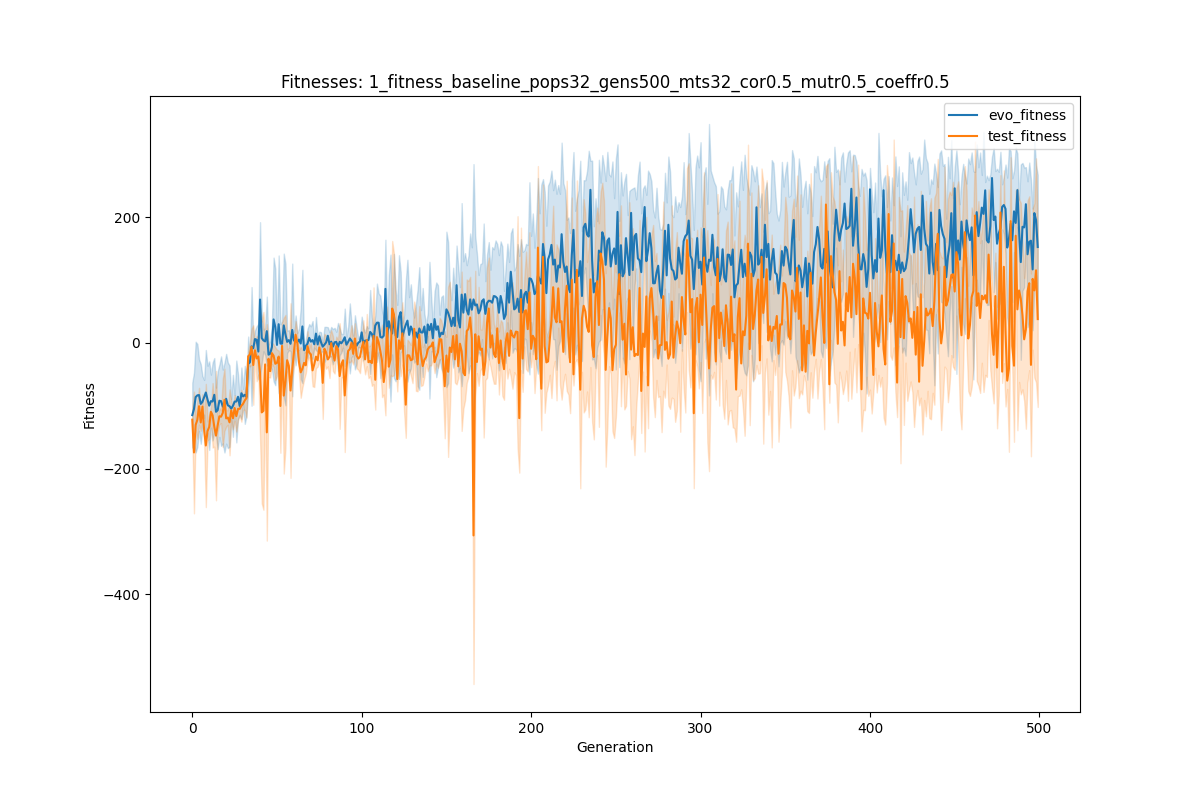 Fitnesses: 1_fitness_baseline_pops32_gens500_mts32_cor0.5_mutr0.5_coeffr0.5
evo_fitness
test_fitness
200
0
−200
−400
Fitness
0
100
200
300
400
500
Generation